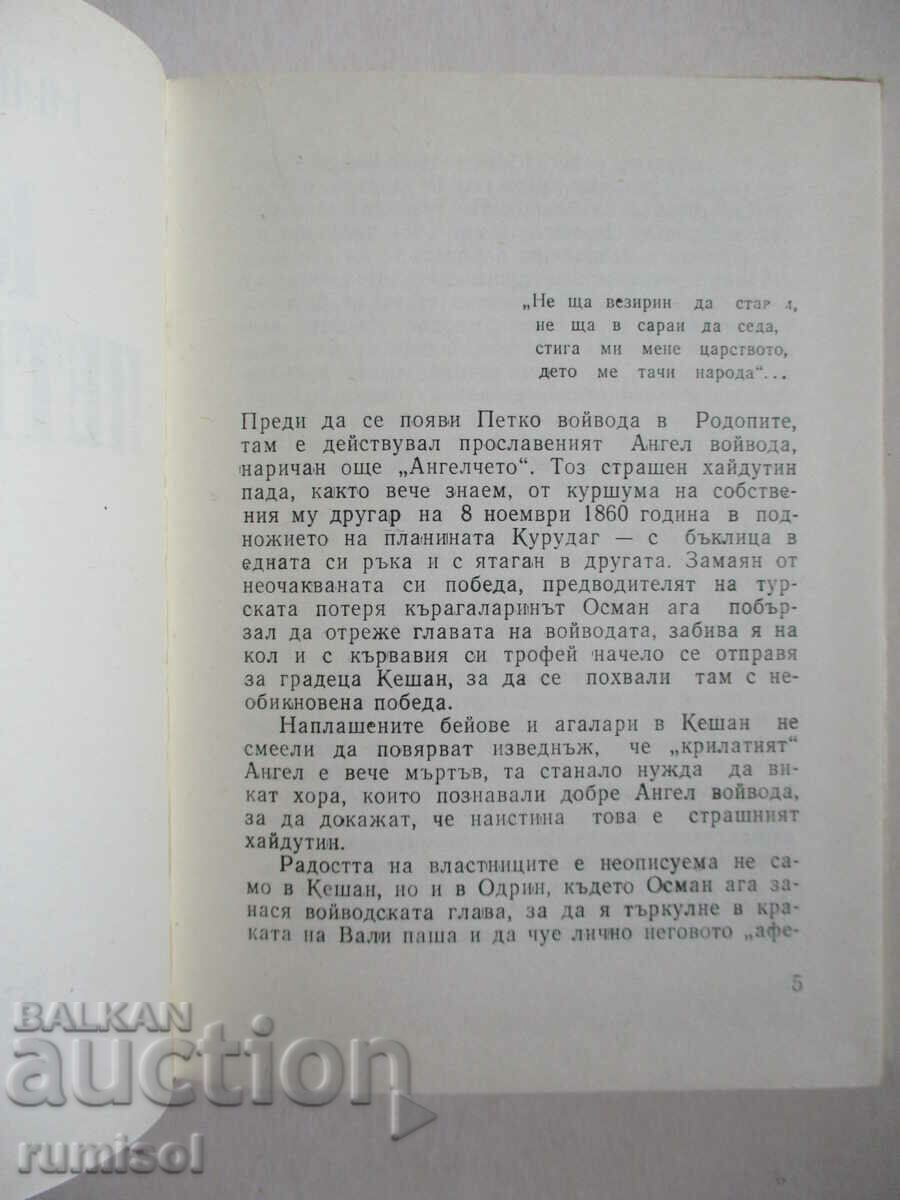 „Не ща везирин да
не ща в сараи да седа,
стига ми мене царството,
дето ме тачи народа“...
Преди да се появи Петко войвода в Родопите,
там е действувал прославеният Ангел войвода,
наричан още „Ангелчето“. Тоз страшен хайдутин
пада, както вече знаем, от куршума на собстве-
ния му другар на 8 ноември 1860 година в под-
ножието на планината Курудаг — с бъклица в
едната си ръка и с ятаган в другата. Замаян от
неочакваната си победа, предводителят на тур-
ската потеря кърагаларинът Осман ага побър-
зал да отреже главата на войводата, забива я на
кол и с кървавия си трофей начело се отправя
за градеца Кешан, за да се похвали там с не-
обикновена победа.
Наплашените бейове и агалари в Кешан не
смеели да повярват изведнъж, че „крилатният“
Ангел е вече мъртъв, та станало нужда да ви-
кат хора, които познавали добре Ангел войвода,
за да докажат, че наистина това е страшният
хайдутин.
Радостта на властниците е неописуема не са-
мо в Кешан, но и в Одрин, където Осман ага за-
нася войводската глава, за да я търкулне в кра-
ката на Вали паша и да чуе лично неговото „афе-
5
BALKAN
auction
rumisol